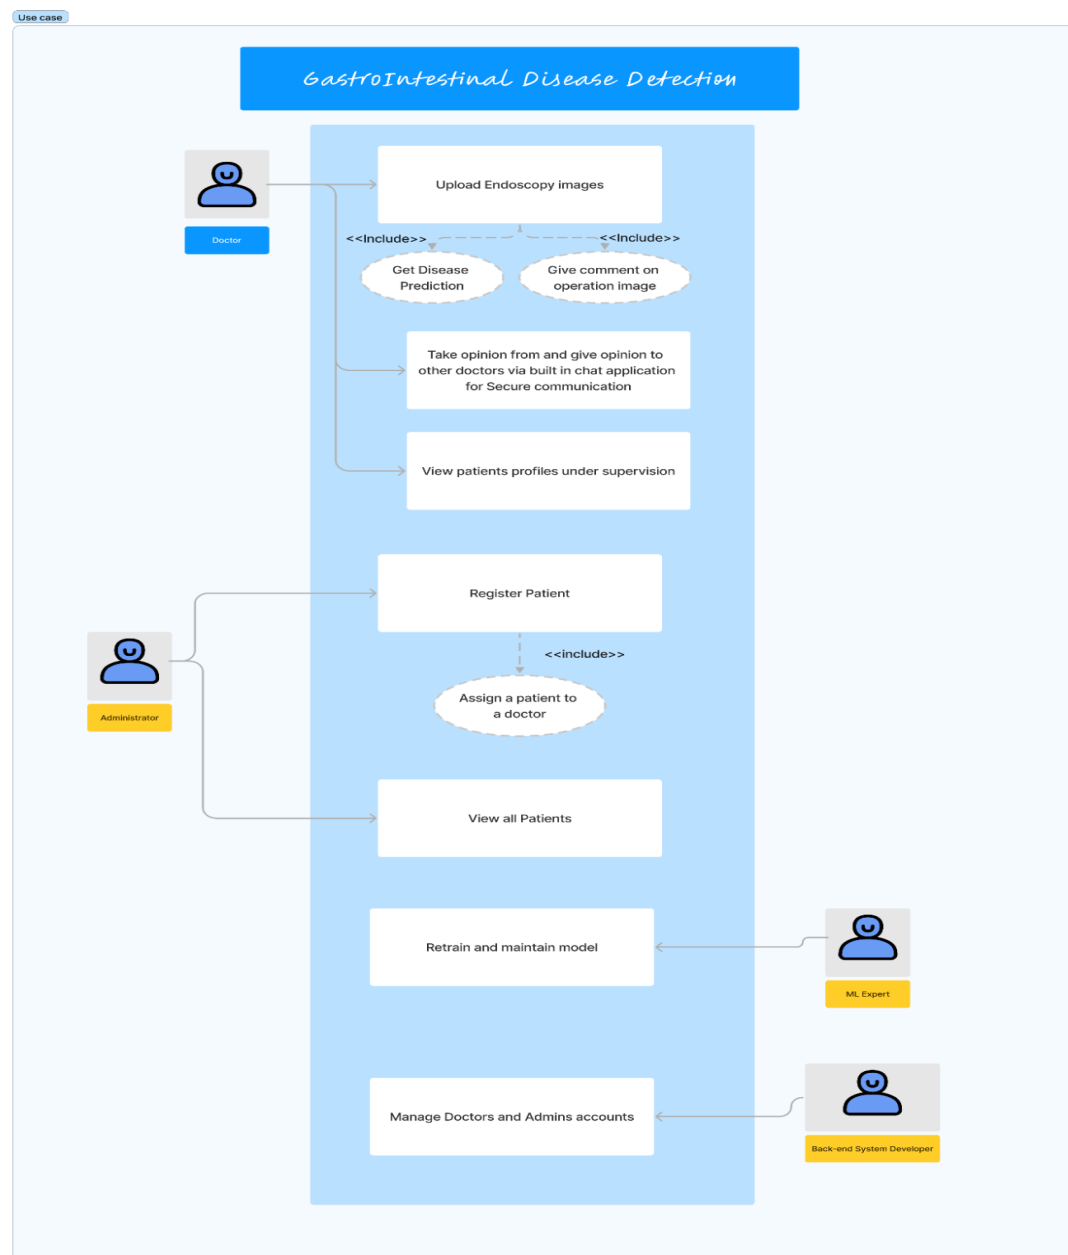 Use case
GastroIntestinal Disease Detection
Upload Endoscopy images
Doctor
<<Include>>
<<Include>>
Get Disease
Prediction
Give comment on
operation image
Take opinion from and give opinion to
other doctors via built in chat application
for Secure communication
View patients profiles under supervision
Register Patient
<<include>>
Assign a patient to
a doctor
Administrator
View all Patients
Retrain and maintain model
ML Expert
Manage Doctors and Admins accounts
Back-end System Developer